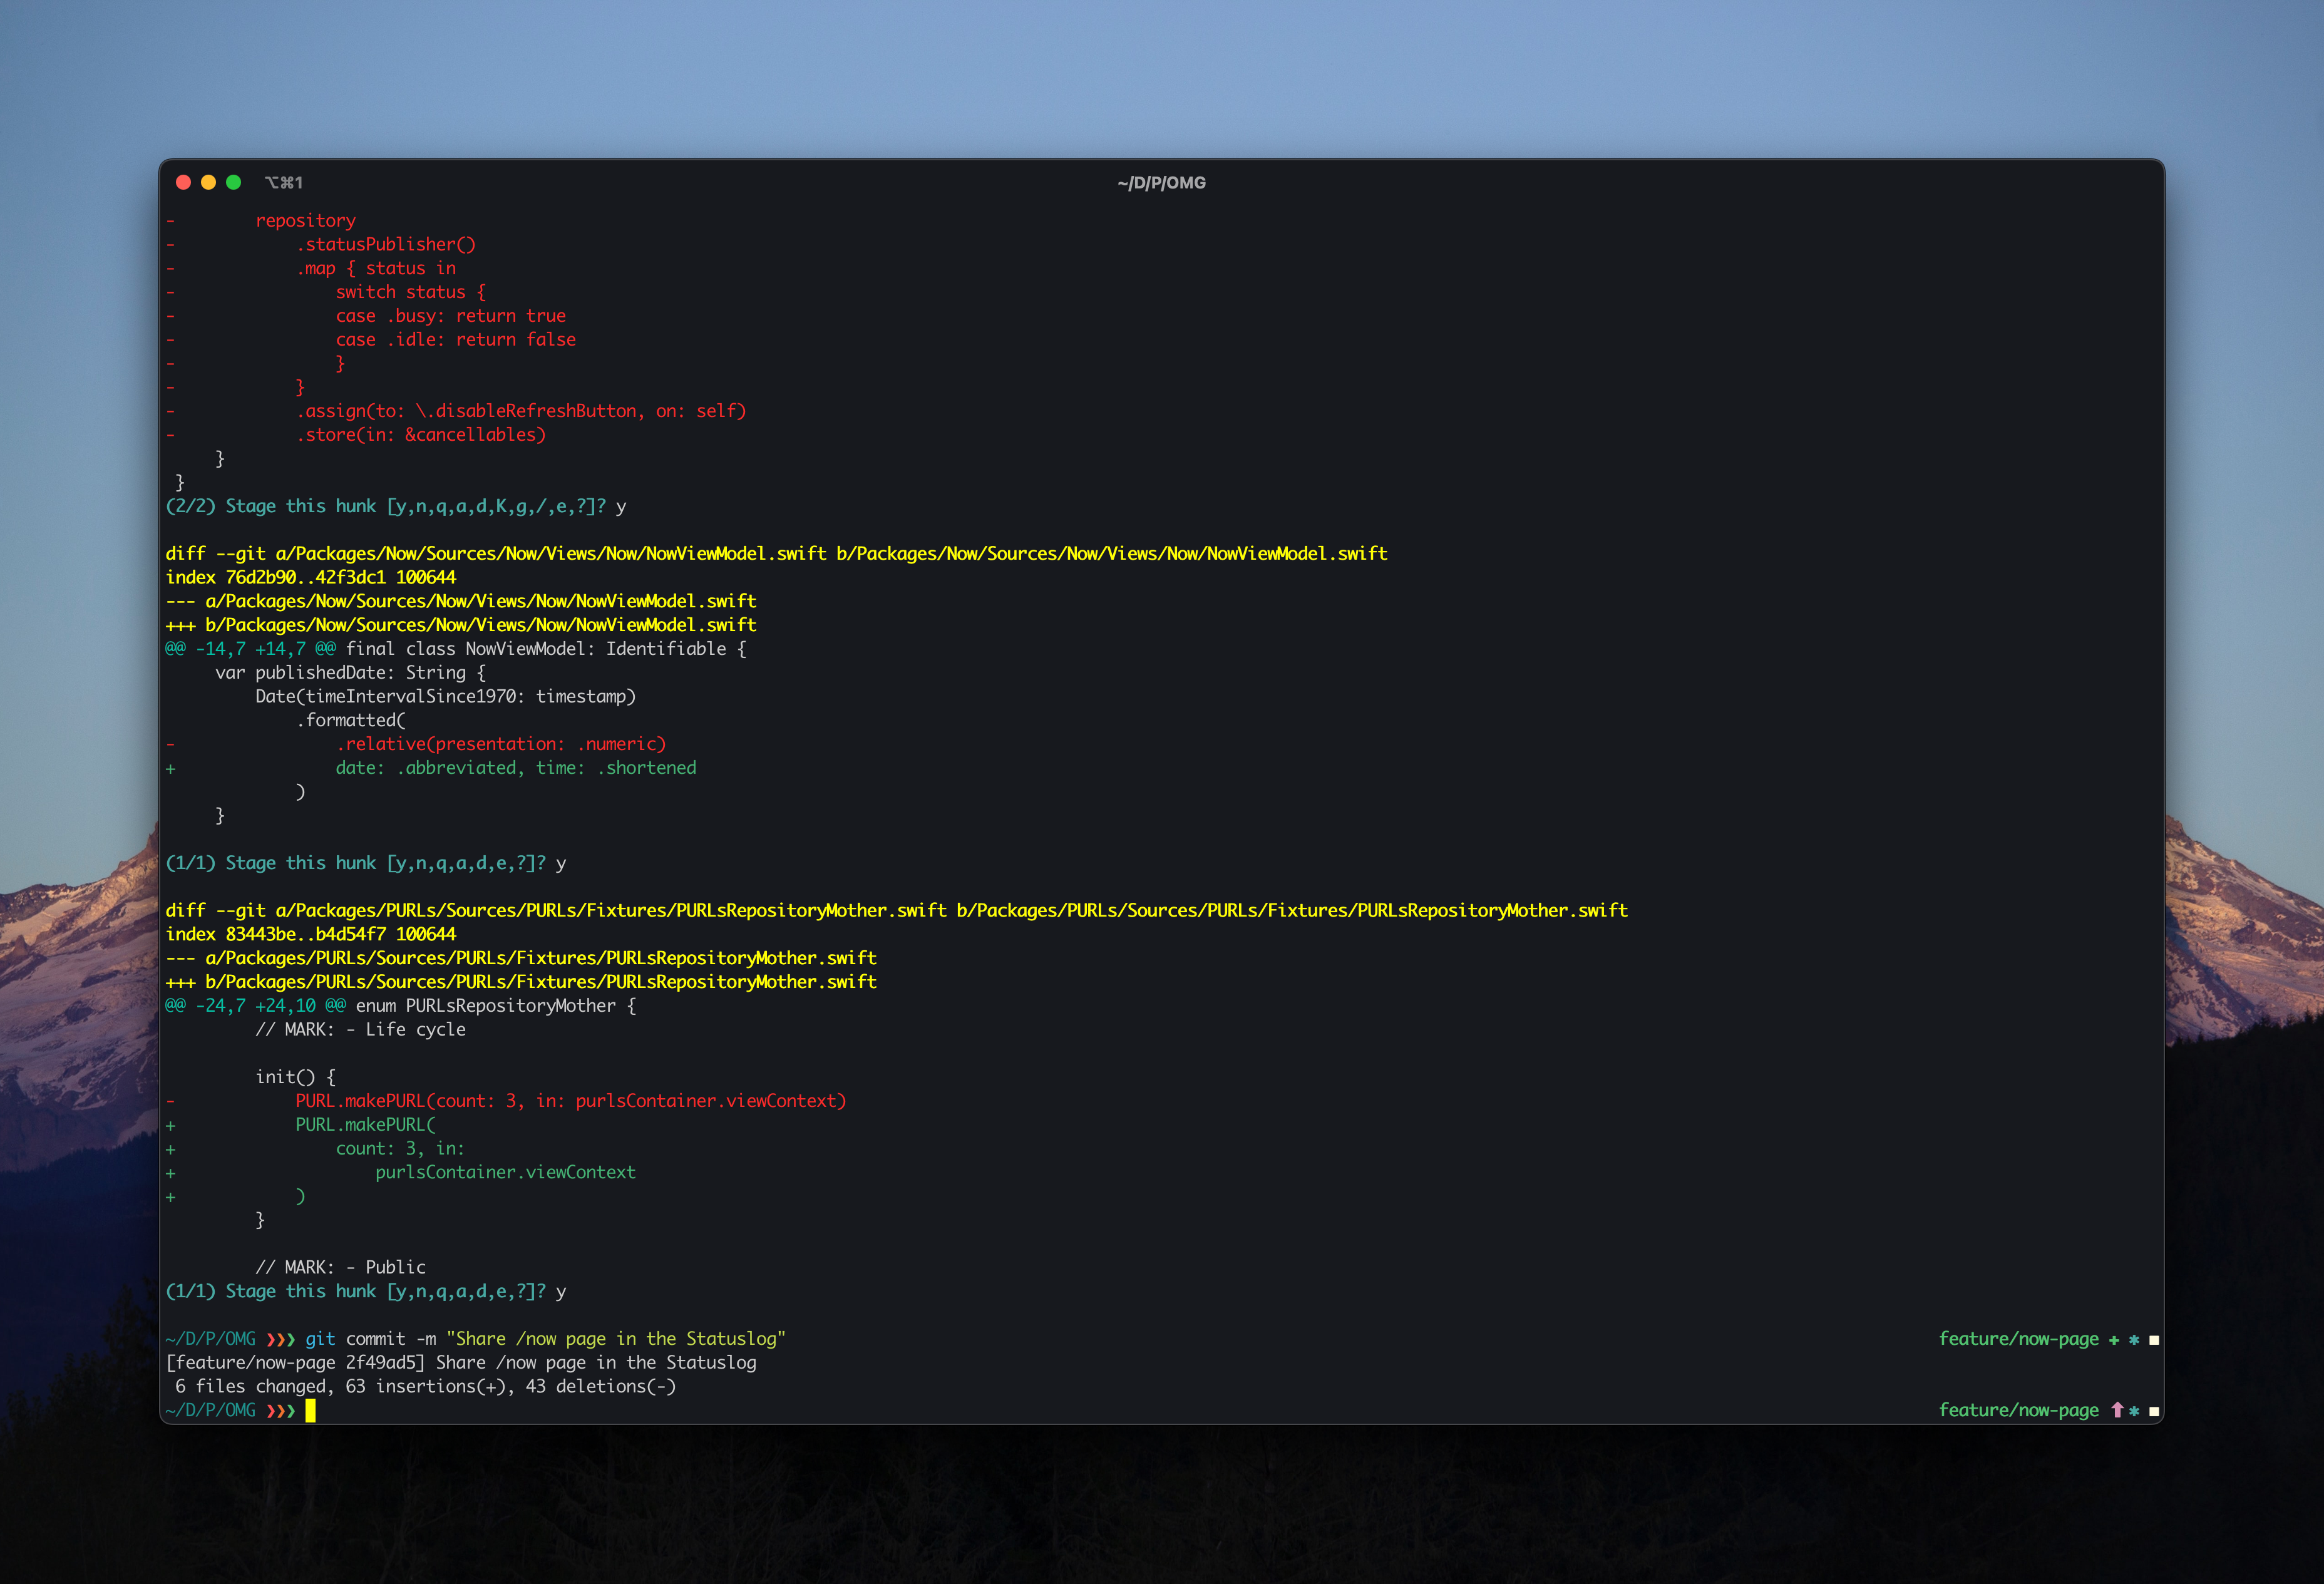 ⌥⌘1
~/D/P/OMG
-        repository
-            .statusPublisher()
-            .map { status in
-                switch status {
-                case .busy: return true
-                case .idle: return false
-                }
-            }
-            .assign(to: \.disableRefreshButton, on: self)
-            .store(in: &cancellables)
     }
 }
(2/2) Stage this hunk [y,n,q,a,d,K,g,/,e,?]? y
diff --git a/Packages/Now/Sources/Now/Views/Now/NowViewModel.swift b/Packages/Now/Sources/Now/Views/Now/NowViewModel.swift
index 76d2b90..42f3dc1 100644
--- a/Packages/Now/Sources/Now/Views/Now/NowViewModel.swift
+++ b/Packages/Now/Sources/Now/Views/Now/NowViewModel.swift
@@ -14,7 +14,7 @@ final class NowViewModel: Identifiable {
     var publishedDate: String {
         Date(timeIntervalSince1970: timestamp)
             .formatted(
-                .relative(presentation: .numeric)
+                date: .abbreviated, time: .shortened
             )
     }
(1/1) Stage this hunk [y,n,q,a,d,e,?]? y
diff --git a/Packages/PURLs/Sources/PURLs/Fixtures/PURLsRepositoryMother.swift b/Packages/PURLs/Sources/PURLs/Fixtures/PURLsRepositoryMother.swift
index 83443be..b4d54f7 100644
--- a/Packages/PURLs/Sources/PURLs/Fixtures/PURLsRepositoryMother.swift
+++ b/Packages/PURLs/Sources/PURLs/Fixtures/PURLsRepositoryMother.swift
@@ -24,7 +24,10 @@ enum PURLsRepositoryMother {
         // MARK: - Life cycle
         init() {
-            PURL.makePURL(count: 3, in: purlsContainer.viewContext)
+            PURL.makePURL(
+                count: 3, in:
+                    purlsContainer.viewContext
+            )
         }
         // MARK: - Public
(1/1) Stage this hunk [y,n,q,a,d,e,?]? y
~/D/P/OMG ❯❯❯ git commit -m "Share /now page in the Statuslog" feature/now-page + ✱ ■
[feature/now-page 2f49ad5] Share /now page in the Statuslog
 6 files changed, 63 insertions(+), 43 deletions(-)
~/D/P/OMG ❯❯❯ feature/now-page ⬆ ✱ ■